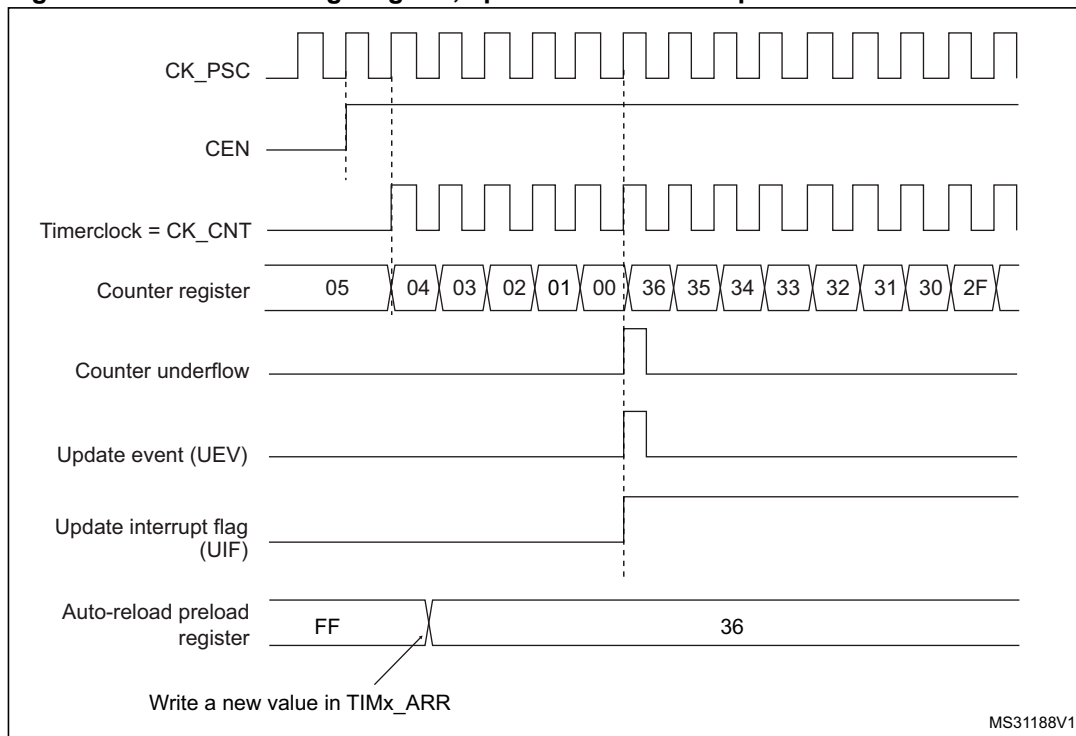 CK_PSC
CEN
Timerclock = CK_CNT
Counter register 05 04 03 02 01 00 36 35 34 33 32 31 30 2F
Counter underflow
Update event (UEV)
Update interrupt flag
(UIF)
Auto-reload preload
register FF 36
Write a new value in TIMx_ARR
MS31188V1